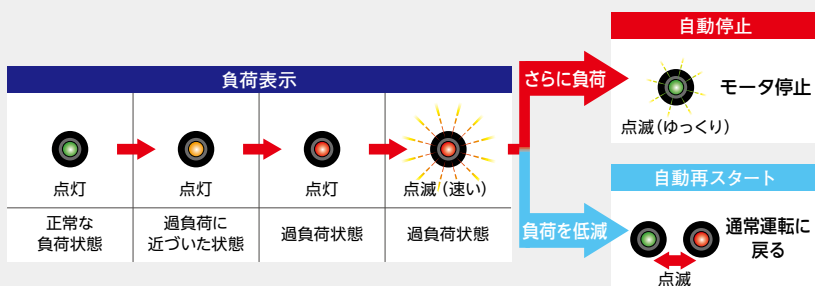 負荷表示
点灯
点灯
点灯
点滅(速い)
正常な
負荷状態
過負荷に
近づいた状態
過負荷状態
過負荷状態
さらに負荷
自動停止
モータ停止
点滅(ゆっくり)
負荷を低減
自動再スタート
通常運転に
戻る
点滅